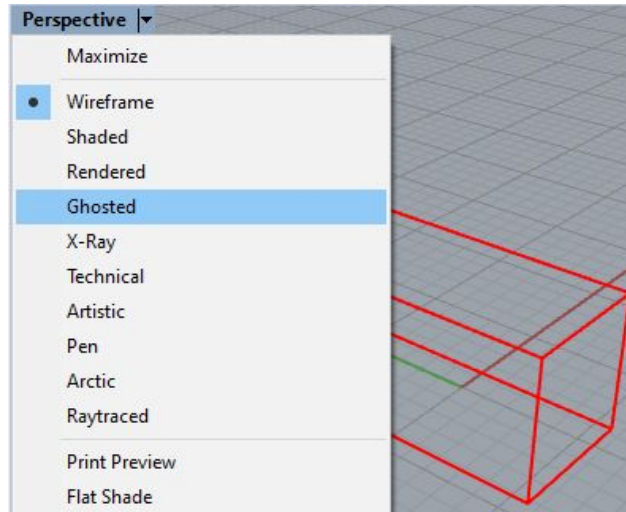 Perspective
Maximize
Wireframe
Shaded
Rendered
Ghosted
X-Ray
Technical
Artistic
Pen
Arctic
Raytraced
Print Preview
Flat Shade